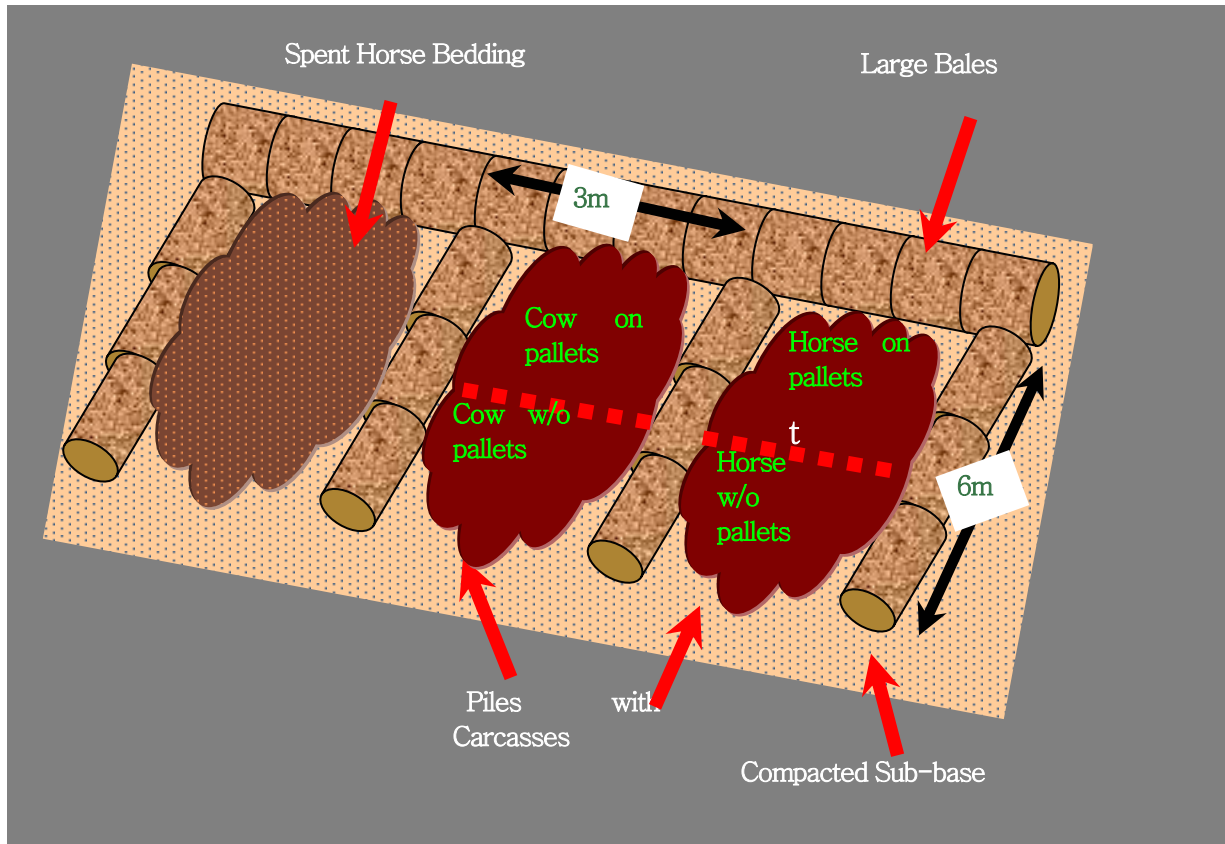 Spent Horse Bedding
Large Bales
3m
Cow on
pallets
Horse on
pallets
Cow w/o
pallets
t
Horse
w/o
pallets
6m
Piles with
Carcasses
Compacted Sub-base